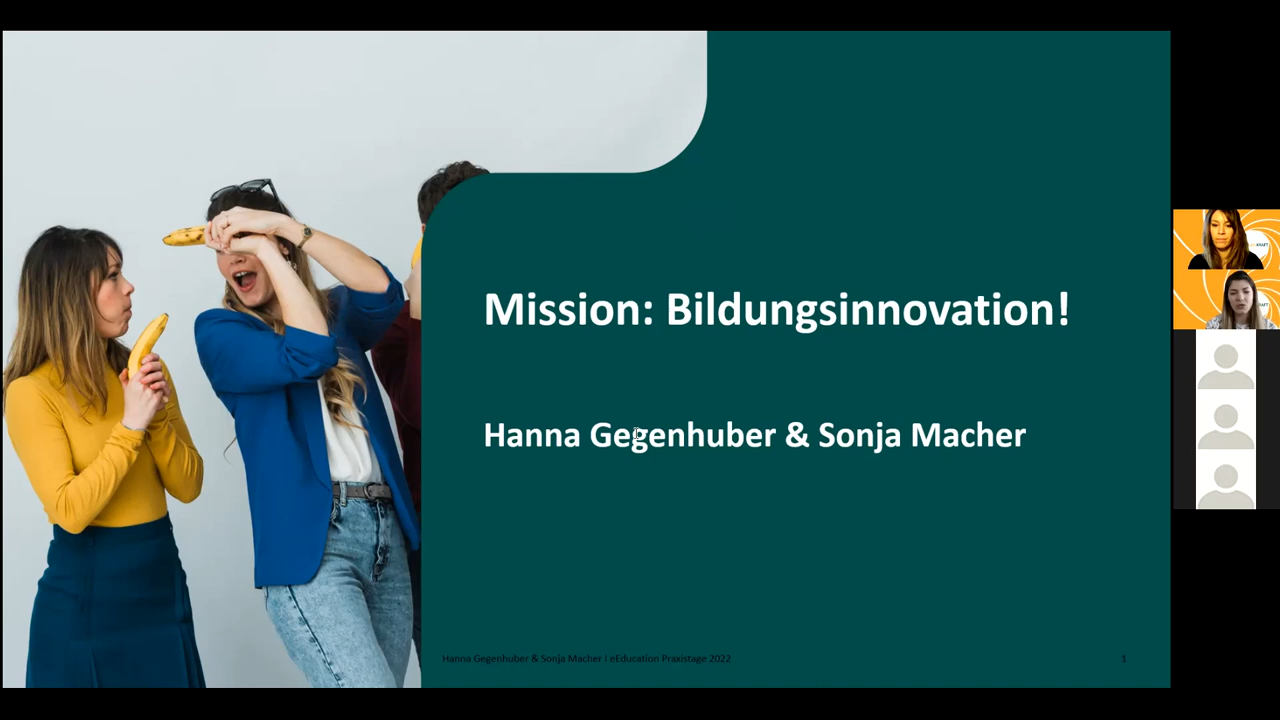 Mission: Bildungsinnovation!
Hanna Gegenhuber & Sonja Macher
Hanna Gegenhuber & Sonja Macher I eEducation Praxistage 2022
1